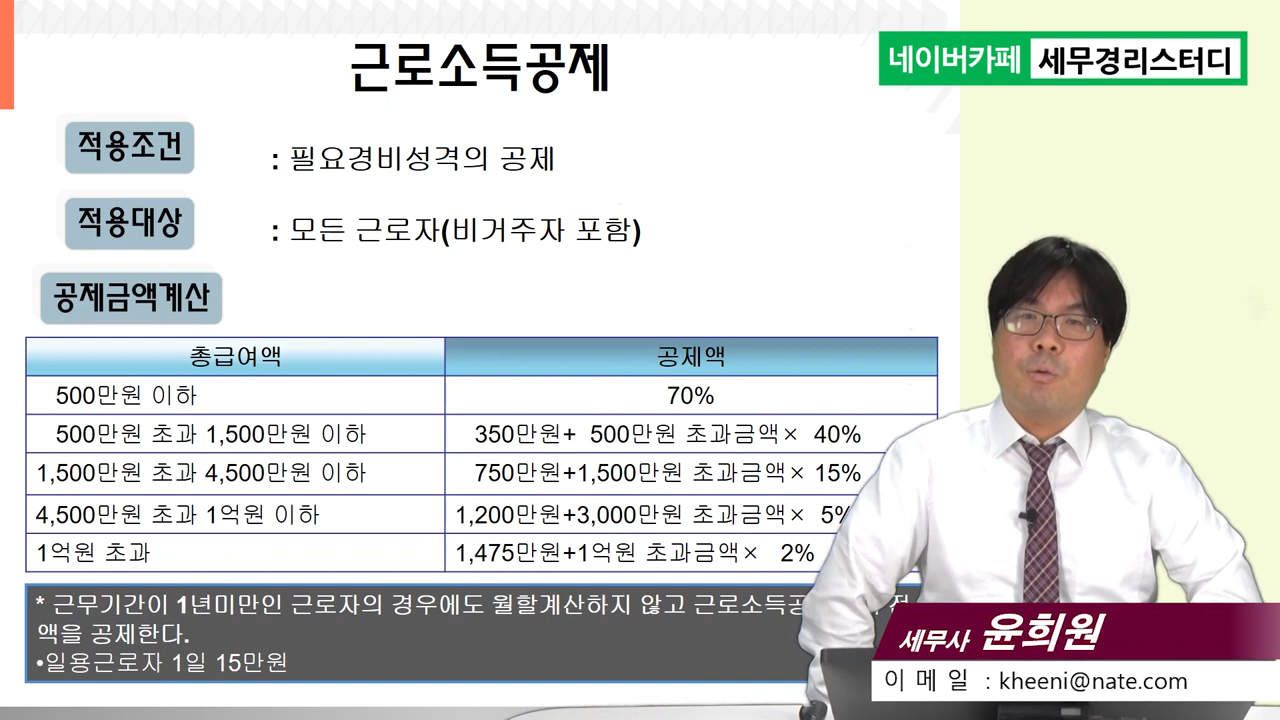 근로소득공제
네이버카페 세무경리스터디
적용조건 : 필요경비성격의 공제
적용대상 : 모든 근로자(비거주자 포함)
공제금액계산
총급여액 공제액
500만원 이하 70%
500만원 초과 1,500만원 이하 350만원+ 500만원 초과금액× 40%
1,500만원 초과 4,500만원 이하 750만원+1,500만원 초과금액× 15%
4,500만원 초과 1억원 이하 1,200만원+3,000만원 초과금액× 5%
1억원 초과 1,475만원+1억원 초과금액× 2%
* 근무기간이 1년미만인 근로자의 경우에도 월할계산하지 않고
액을 공제한다.
•일용근로자 1일 15만원
세무사 윤희원
이 메 일 : kheeni@nate.com